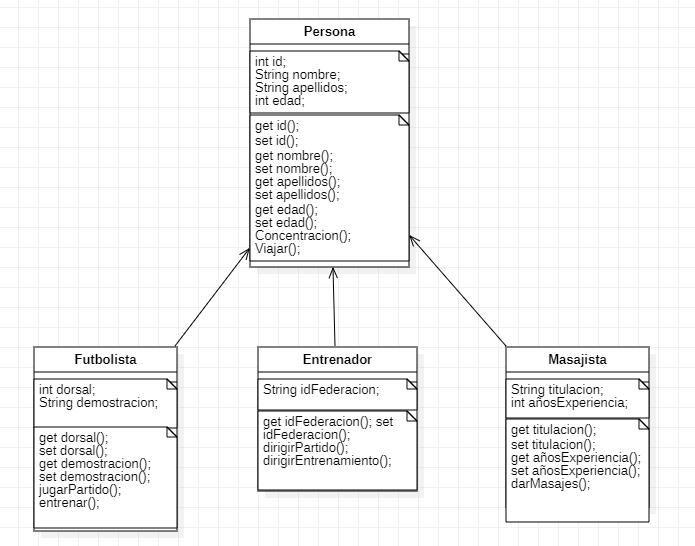 Persona
int id;
String nombre;
String apellidos;
int edad;
get id();
set id();
get nombre();
set nombre();
get apellidos();
set apellidos();
get edad();
set edad();
Concentracion();
Viajar();
Futbolista
int dorsal;
String demostracion;
get dorsal();
set dorsal();
get demostracion();
set demostracion();
jugarPartido();
entrenar();
Entrenador
String idFederacion;
get idFederacion(); set
idFederacion();
dirigirPartido();
dirigirEntrenamiento();
Masajista
String titulacion;
int añosExperiencia;
get titulacion();
set titulacion();
get añosExperiencia();
set añosExperiencia();
darMasajes();